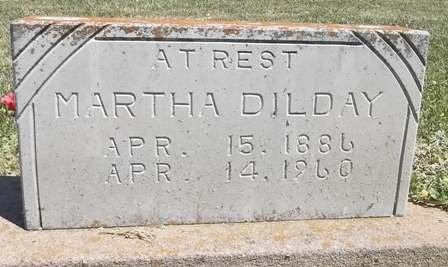 AT REST
MARTHA DILDAY
APR. 15. 1886
APR. 14. 1960